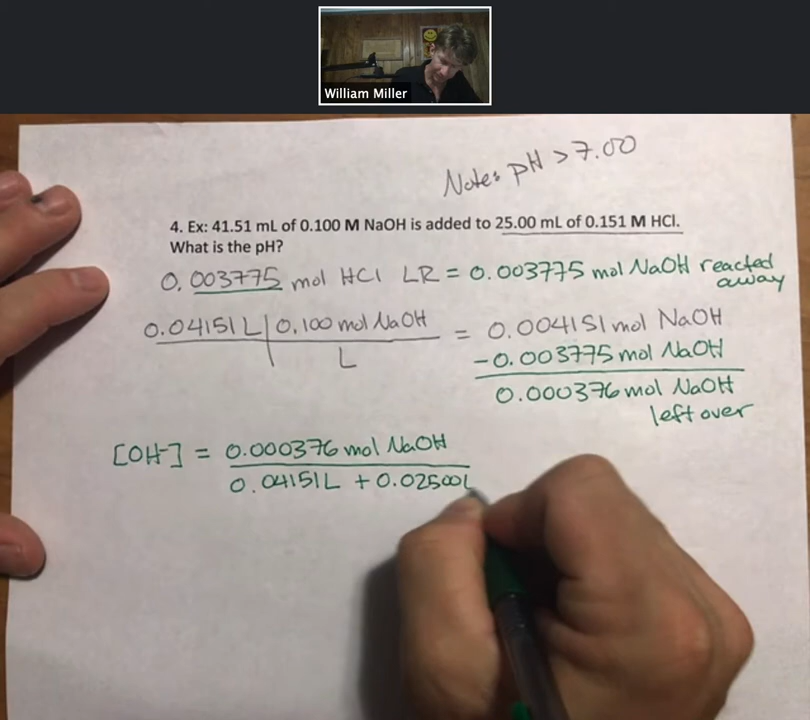 William Miller
Note: pH > 7.00
4. Ex: 41.51 mL of 0.100 M NaOH is added to 25.00 mL of 0.151 M HCl.
What is the pH?
0.003775 mol HCl LR = 0.003775 mol NaOH reacted
away
0.04151 L | 0.100 mol NaOH = 0.004151 mol NaOH
L
-0.003775 mol NaOH
0.000376 mol NaOH
left over
[OH-] = 0.000376 mol NaOH
0.04151 L + 0.02500 L